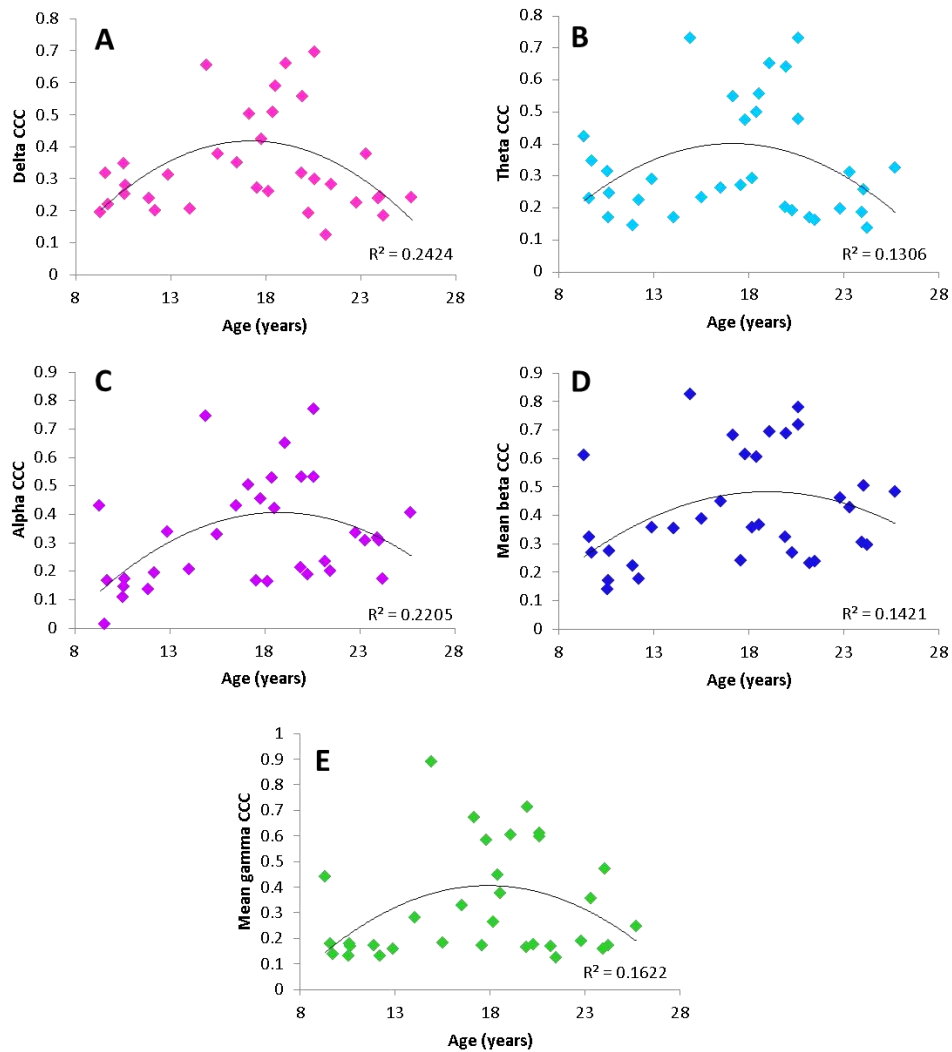 A
Delta CCC
0.8
0.7
0.6
0.5
0.4
0.3
0.2
0.1
0
R² = 0.2424
8 13 18 23 28
Age (years)
B
Theta CCC
0.8
0.7
0.6
0.5
0.4
0.3
0.2
0.1
0
R² = 0.1306
8 13 18 23 28
Age (years)
C
Alpha CCC
0.9
0.8
0.7
0.6
0.5
0.4
0.3
0.2
0.1
0
R² = 0.2205
8 13 18 23 28
Age (years)
D
Mean beta CCC
0.9
0.8
0.7
0.6
0.5
0.4
0.3
0.2
0.1
0
R² = 0.1421
8 13 18 23 28
Age (years)
E
Mean gamma CCC
1
0.9
0.8
0.7
0.6
0.5
0.4
0.3
0.2
0.1
0
R² = 0.1622
8 13 18 23 28
Age (years)